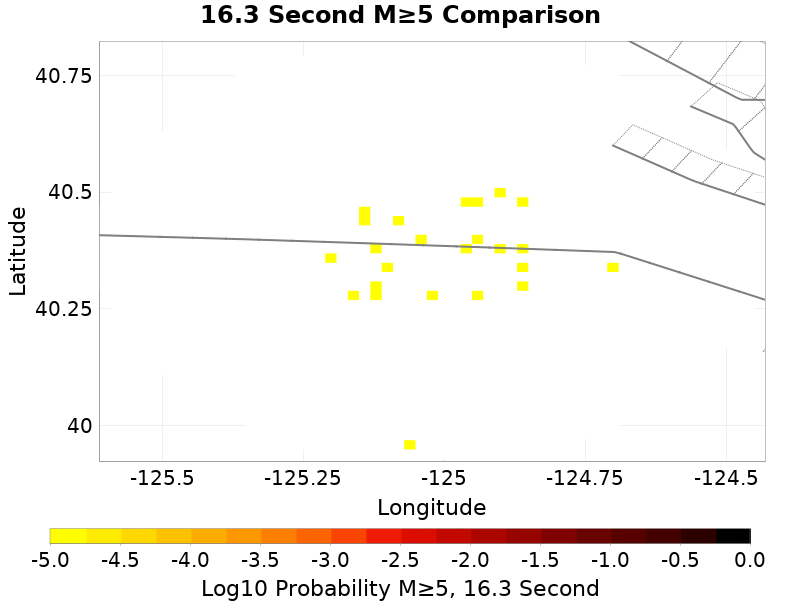 16.3 Second M≥5 Comparison
40.75
40.5
40.25
40
Latitude
-125.5 -125.25 -125 -124.75 -124.5
Longitude
-5.0 -4.5 -4.0 -3.5 -3.0 -2.5 -2.0 -1.5 -1.0 -0.5 0.0
Log10 Probability M≥5, 16.3 Second